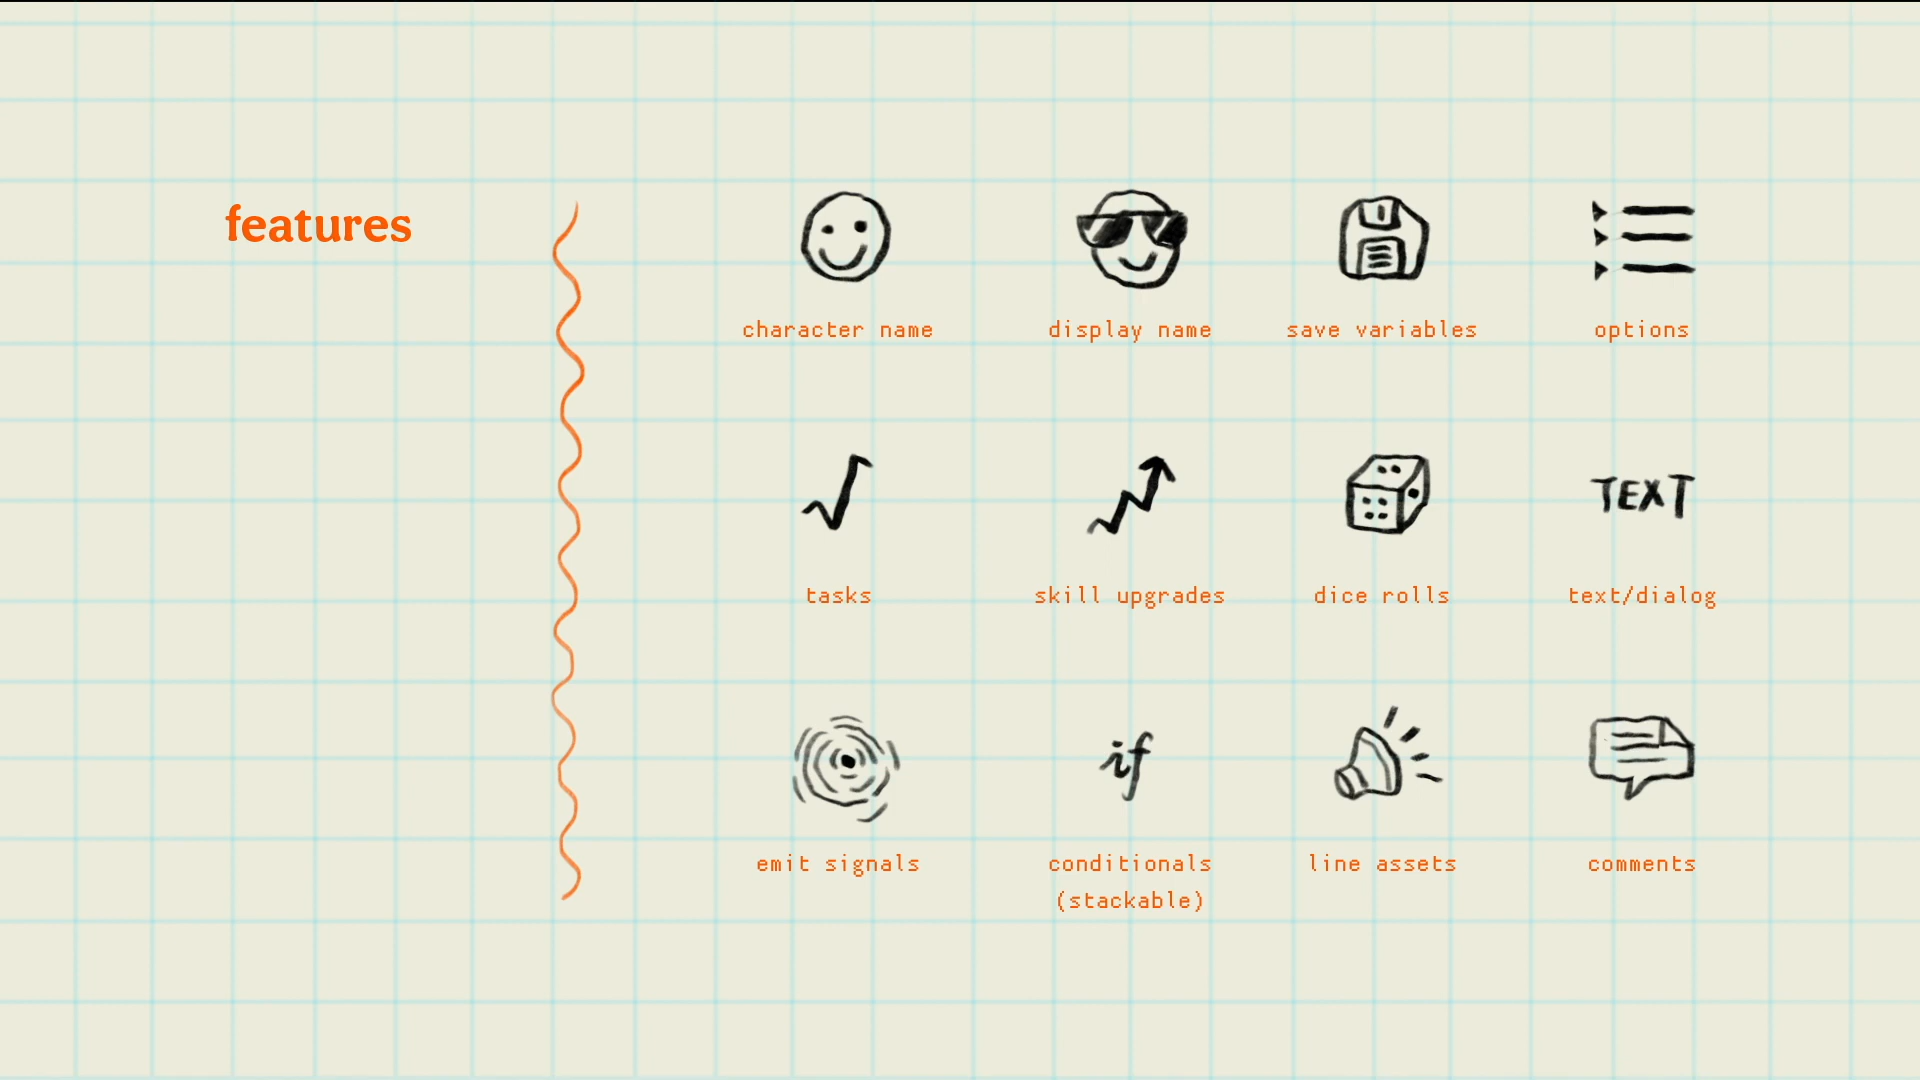 features
character name
display name
save variables
options
TEXT
tasks
skill upgrades
dice rolls
text/dialog
if
emit signals
conditionals
(stackable)
line assets
comments